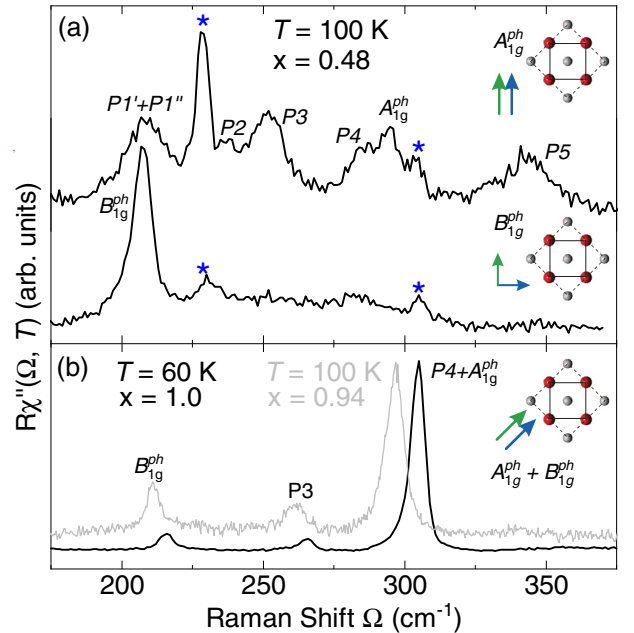 (a)
T = 100 K
x = 0.48
*
P1'+P1''
P2
P3
P4
A1g^ph
*
P5
A1g^ph
B1g^ph
*
*
B1g^ph
Rχ''(Ω, T) (arb. units)
(b)
T = 60 K
x = 1.0
T = 100 K
x = 0.94
P4+A1g^ph
B1g^ph
P3
A1g^ph + B1g^ph
200 250 300 350
Raman Shift Ω (cm-1)